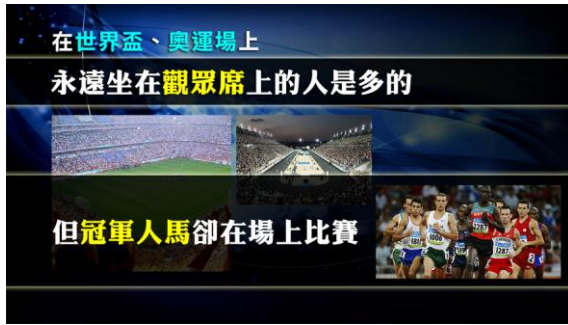 在世界盃、奧運場上
永遠坐在觀眾席上的人是多的
但冠軍人馬卻在場上比賽